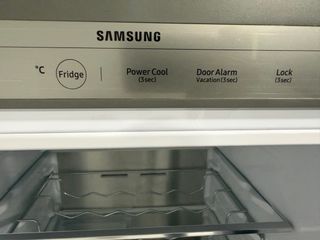 SAMSUNG
°C Fridge Power Cool Door Alarm Lock
(3sec) Vacation (3sec) (3sec)